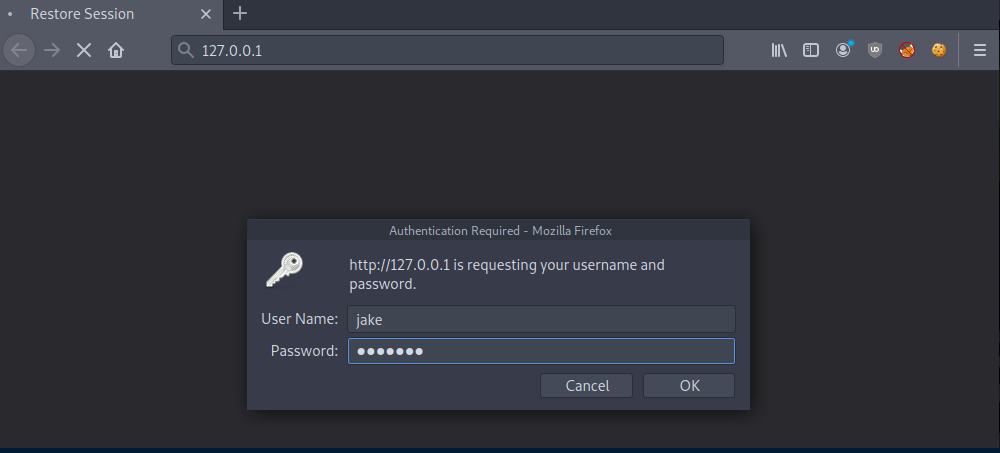 Restore Session
127.0.0.1
Authentication Required - Mozilla Firefox
http://127.0.0.1 is requesting your username and
password.
User Name: jake
Password: ●●●●●●●
Cancel OK